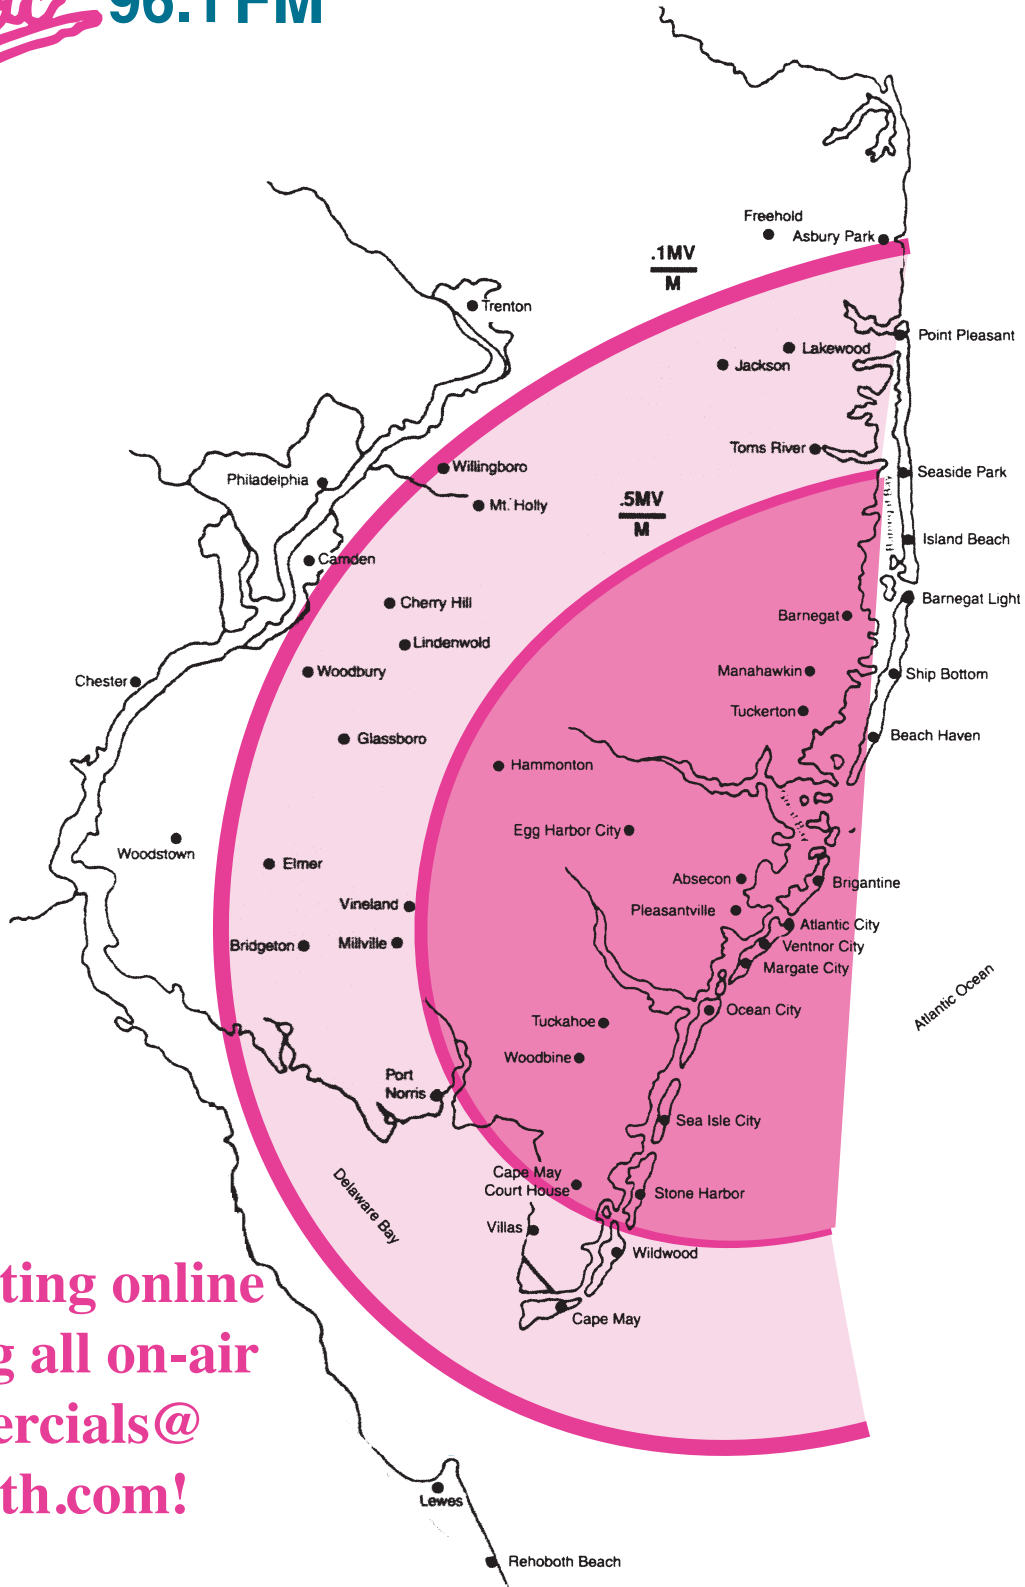 96.1 FM
Freehold
Asbury Park
.1MV
M
Trenton
Point Pleasant
Lakewood
Jackson
Toms River
Willingboro
Seaside Park
Philadelphia
Mt. Holly
.5MV
M
Barnegat Bay
Island Beach
Camden
Cherry Hill
Barnegat Light
Barnegat
Lindenwold
Woodbury
Manahawkin
Ship Bottom
Chester
Tuckerton
Glassboro
Beach Haven
Hammonton
Egg Harbor City
Woodstown
Elmer
Absecon
Brigantine
Vineland
Pleasantville
Atlantic City
Bridgeton
Millville
Ventnor City
Margate City
Atlantic Ocean
Ocean City
Tuckahoe
Woodbine
Port
Norris
Sea Isle City
Cape May
Court House
Stone Harbor
Delaware Bay
Villas
Wildwood
Cape May
ting online
g all on-air
ercials@
th.com!
Lewes
Rehoboth Beach